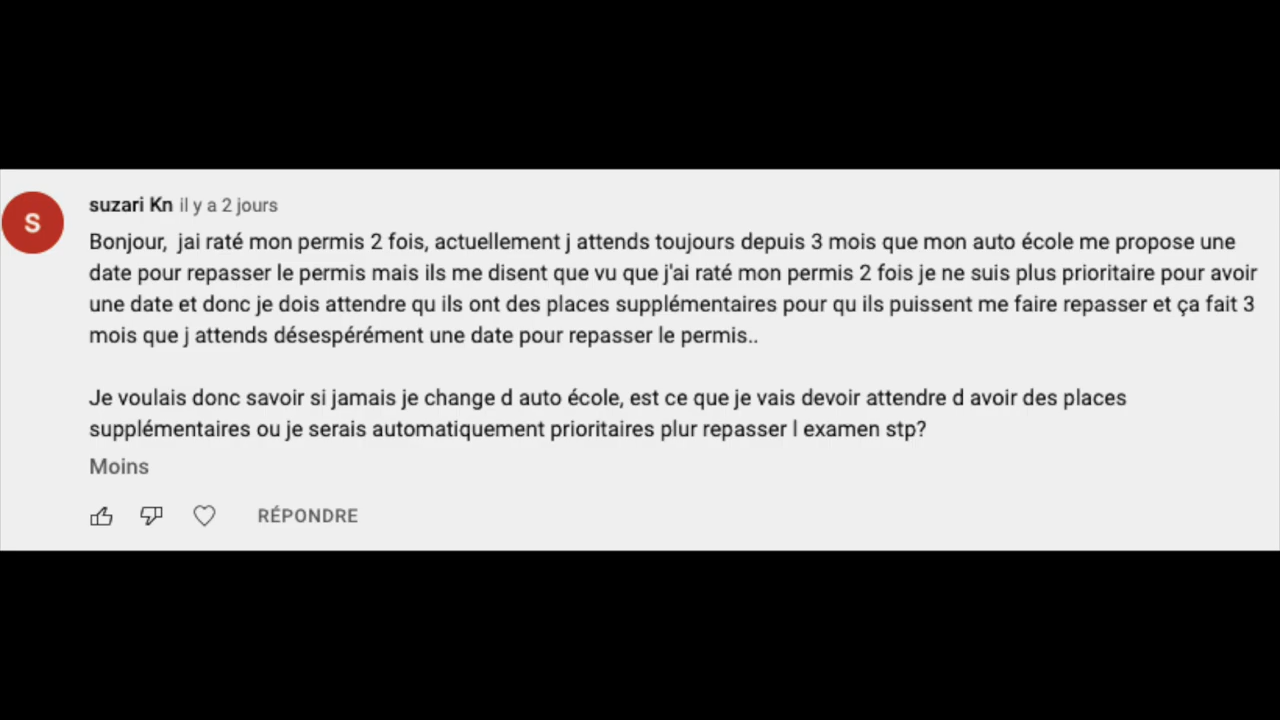 S
suzari Kn il y a 2 jours
Bonjour,  jai raté mon permis 2 fois, actuellement j attends toujours depuis 3 mois que mon auto école me propose une
date pour repasser le permis mais ils me disent que vu que j'ai raté mon permis 2 fois je ne suis plus prioritaire pour avoir
une date et donc je dois attendre qu ils ont des places supplémentaires pour qu ils puissent me faire repasser et ça fait 3
mois que j attends désespérément une date pour repasser le permis..
Je voulais donc savoir si jamais je change d auto école, est ce que je vais devoir attendre d avoir des places
supplémentaires ou je serais automatiquement prioritaires plur repasser l examen stp?
Moins
RÉPONDRE